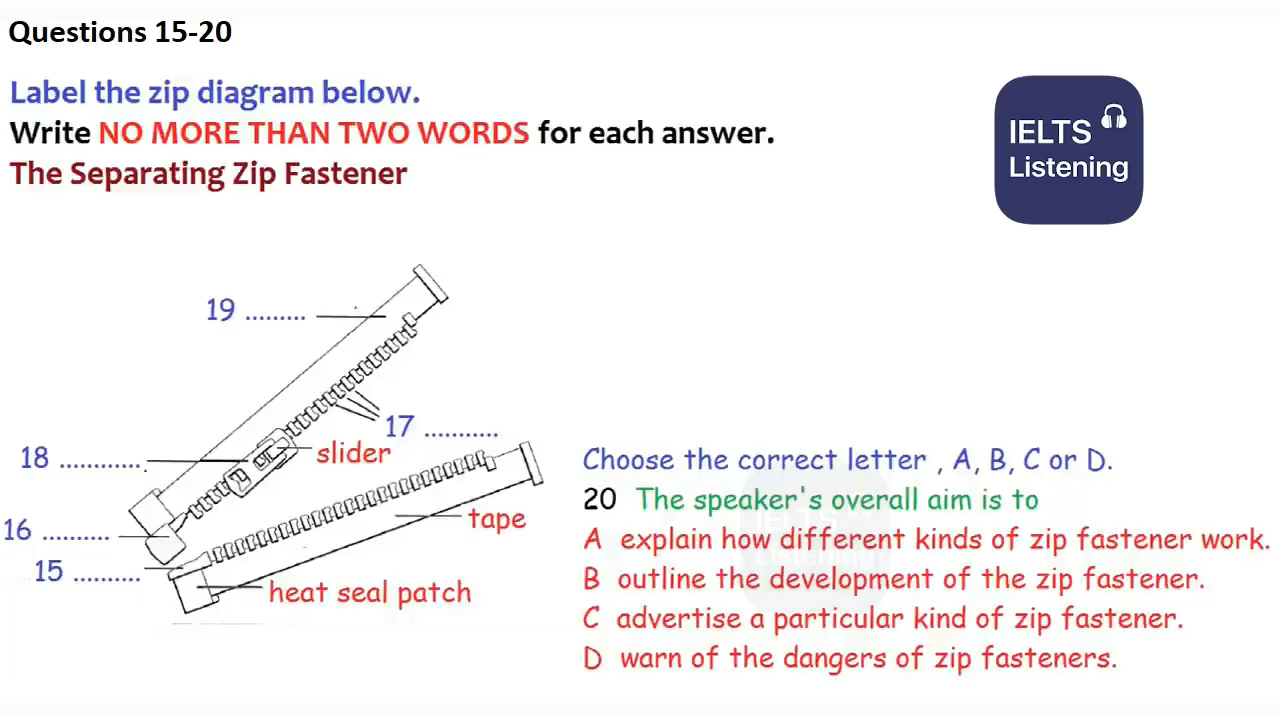 Questions 15-20
Label the zip diagram below.
Write NO MORE THAN TWO WORDS for each answer.
The Separating Zip Fastener
IELTS
Listening
19 .........
17 ...........
18 ............
slider
16 ..........
tape
15 .........
heat seal patch
Choose the correct letter , A, B, C or D.
20 The speaker's overall aim is to
A explain how different kinds of zip fastener work.
B outline the development of the zip fastener.
C advertise a particular kind of zip fastener.
D warn of the dangers of zip fasteners.
IELTS
Listening